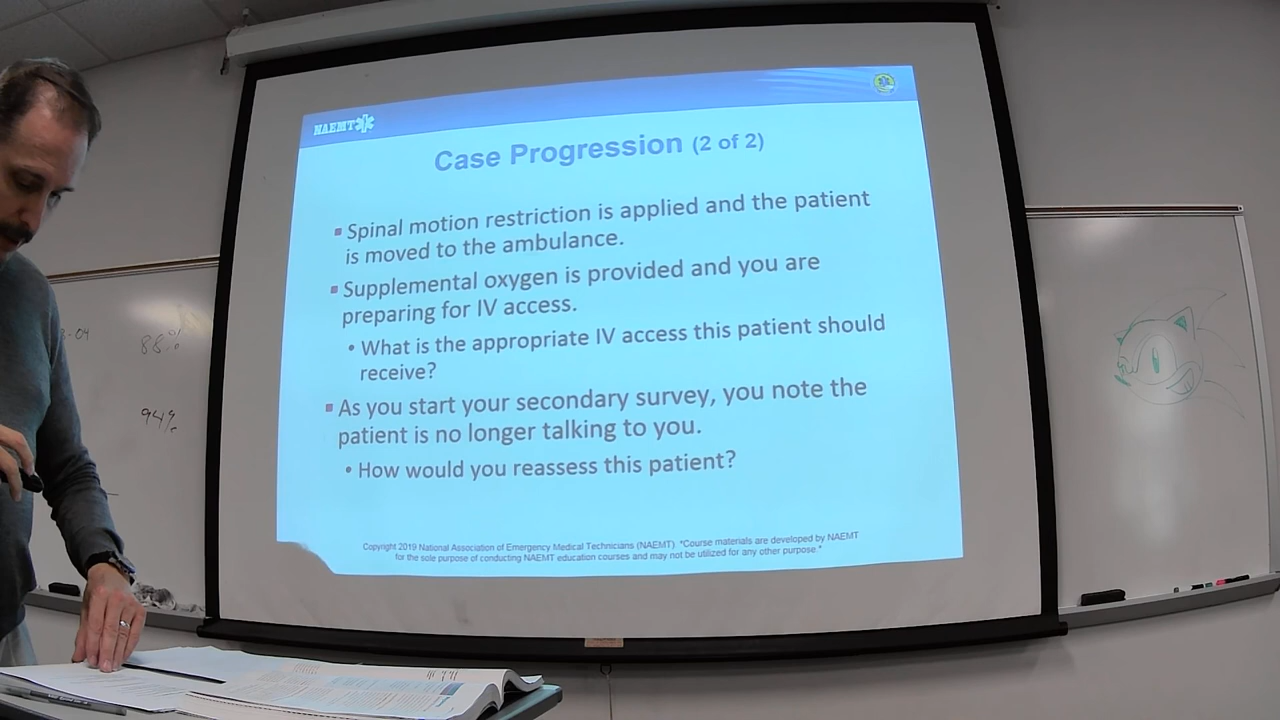 NAEMT
Case Progression (2 of 2)
▪ Spinal motion restriction is applied and the patient
is moved to the ambulance.
▪ Supplemental oxygen is provided and you are
preparing for IV access.
• What is the appropriate IV access this patient should
receive?
▪ As you start your secondary survey, you note the
patient is no longer talking to you.
• How would you reassess this patient?
Copyright 2019 National Association of Emergency Medical Technicians (NAEMT) "Course materials are developed by NAEMT
for the sole purpose of conducting NAEMT education courses and may not be utilized for any other purpose."
88%
94%